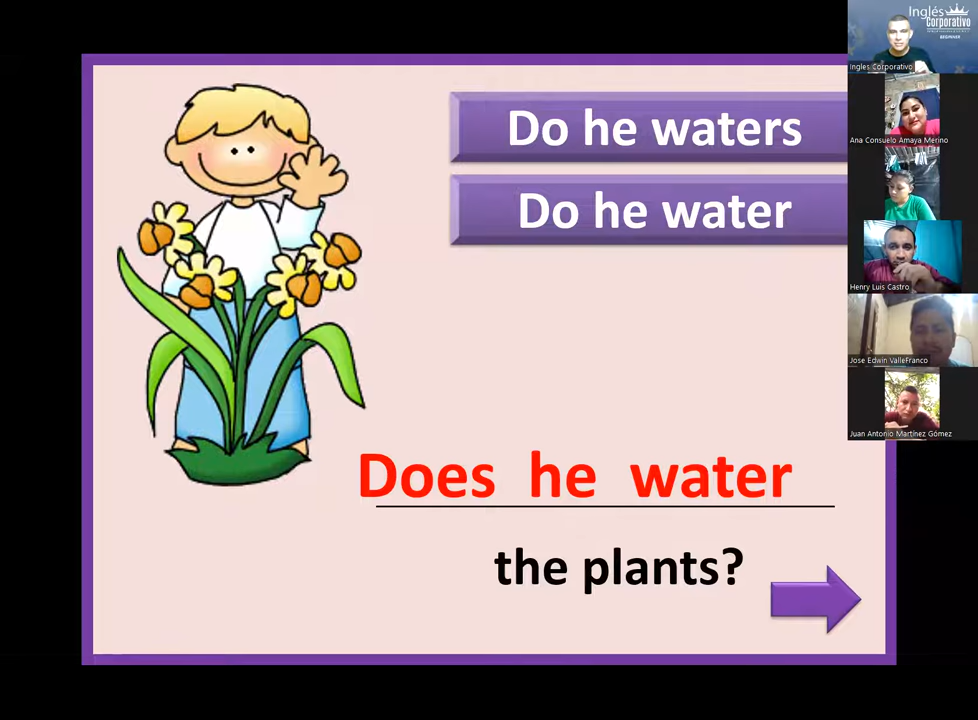 Do he waters
Do he water
Does he water
the plants?
Inglés
Corporativo
BEGINNER
Ingles Corporativo
Ana Consuelo Amaya Merino
Henry Luis Castro
Jose Edwin ValleFranco
Juan Antonio Martínez Gómez